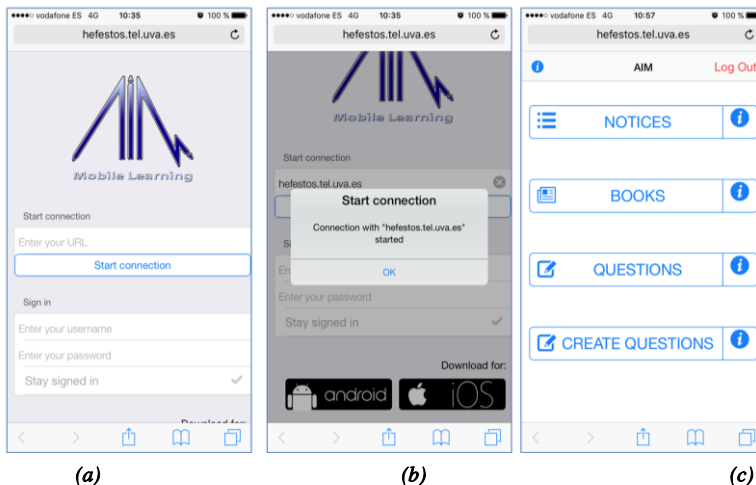 vodafone ES 4G 10:35 100 %
hefestos.tel.uva.es
Mobile Learning
Start connection
Enter your URL
Start connection
Sign in
Enter your username
Enter your password
Stay signed in
Download for:
(a)
vodafone ES 4G 10:35 100 %
hefestos.tel.uva.es
Mobile Learning
Start connection
hefestos.tel.uva.es
Start connection
Connection with "hefestos.tel.uva.es"
started
OK
Si
En
Enter your password
Stay signed in
Download for:
android
iOS
(b)
vodafone ES 4G 10:57 100 %
hefestos.tel.uva.es
AIM
Log Out
NOTICES
BOOKS
QUESTIONS
CREATE QUESTIONS
(c)